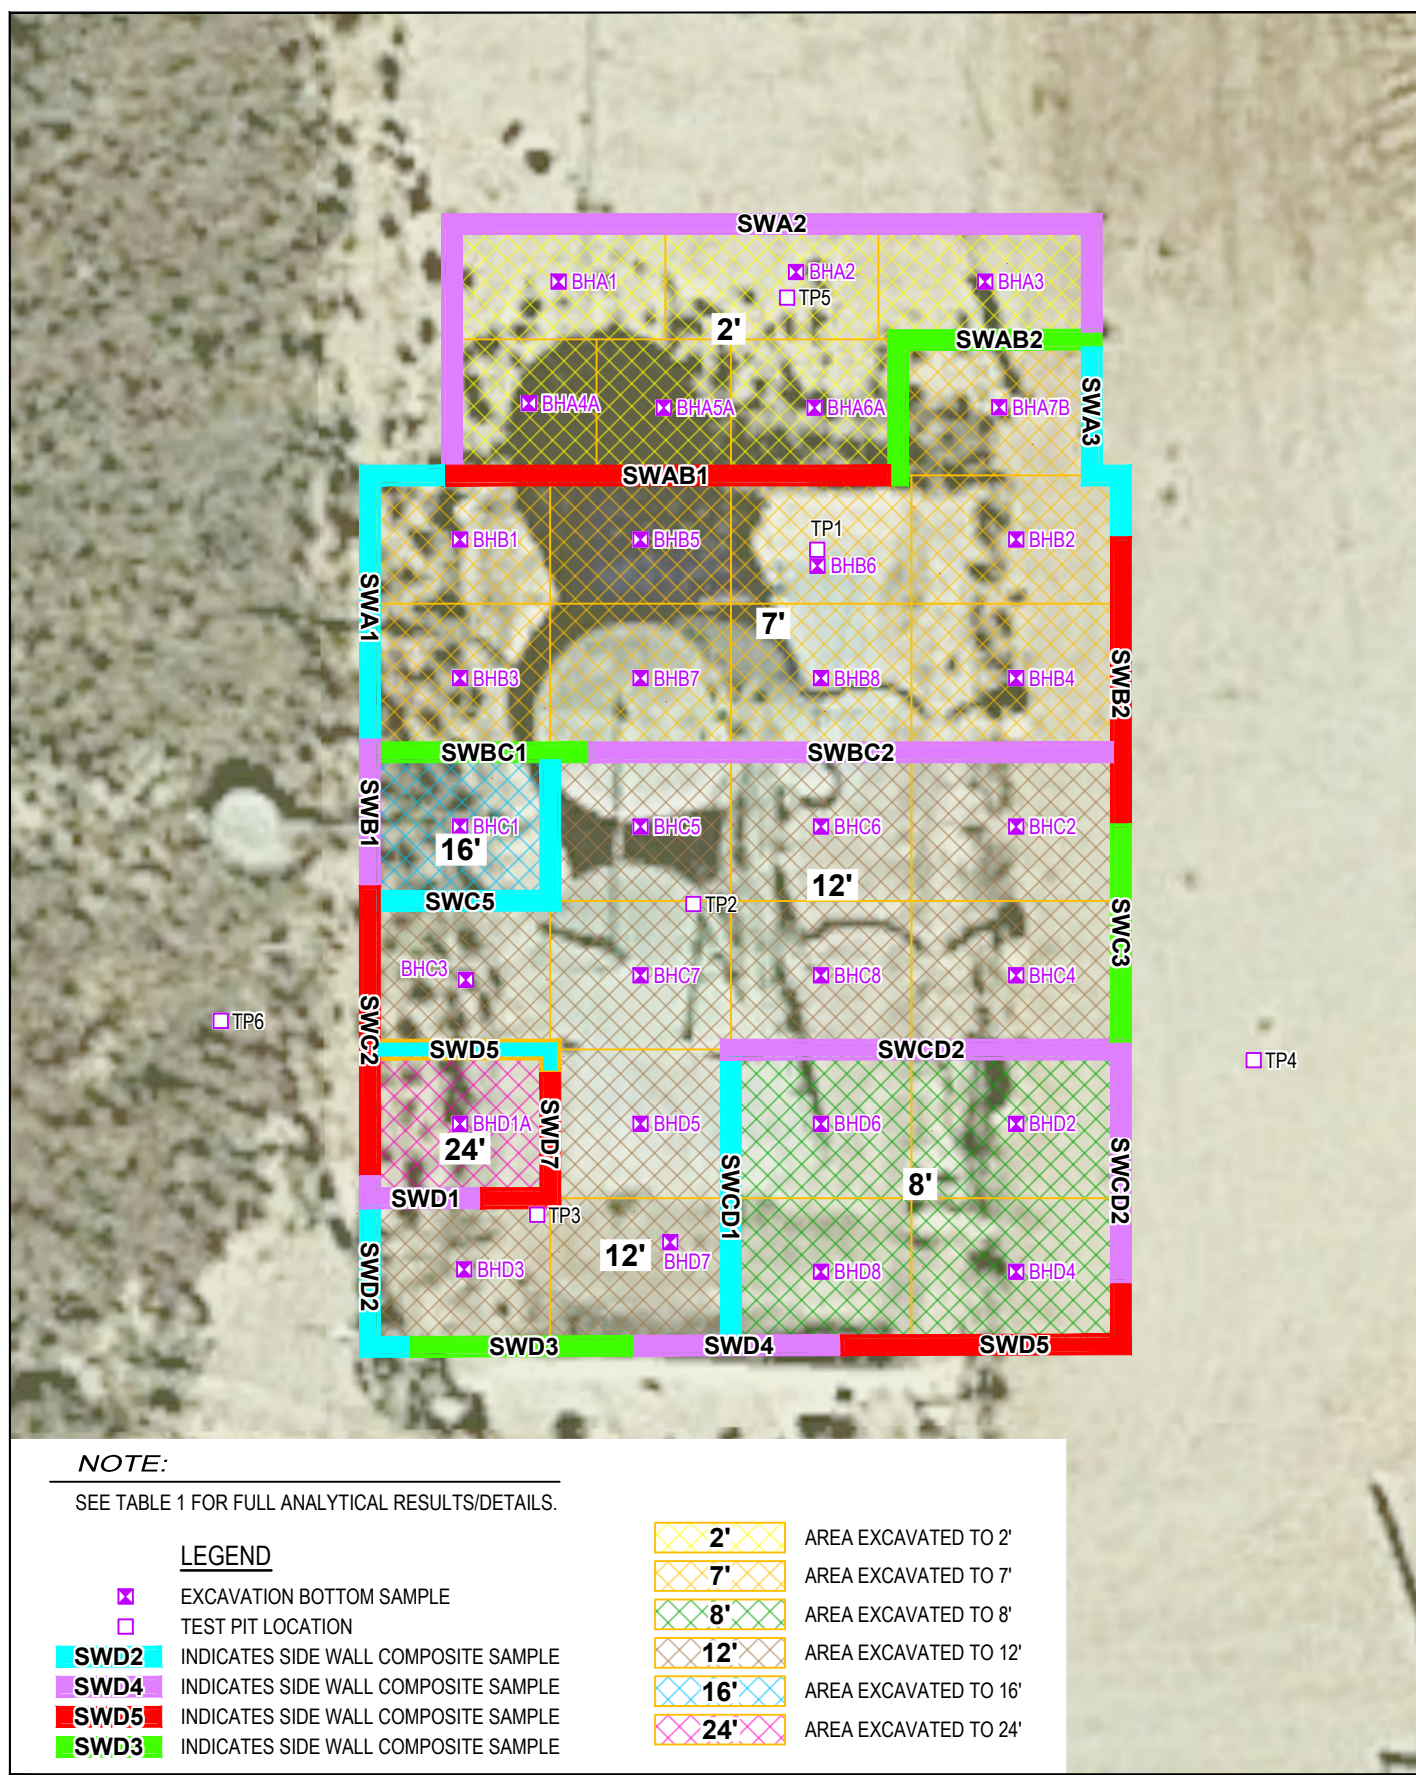 SWA2
BHA1
BHA2
BHA3
TP5
2'
SWAB2
BHA4A
BHA5A
BHA6A
BHA7B
SWA3
SWAB1
TP1
BHB1
BHB5
BHB6
BHB2
SWA1
7'
BHB3
BHB7
BHB8
BHB4
SWB2
SWBC1
SWBC2
SWB1
BHC1
BHC5
BHC6
BHC2
16'
12'
SWC5
TP2
SWC3
BHC3
BHC7
BHC8
BHC4
TP6
SWC2
SWD5
SWCD2
TP4
BHD1A
BHD5
BHD6
BHD2
24'
SWD7
SWCD1
8'
SWCD2
SWD1
TP3
12'
BHD7
BHD3
BHD8
BHD4
SWD2
SWD3
SWD4
SWD5
NOTE:
SEE TABLE 1 FOR FULL ANALYTICAL RESULTS/DETAILS.
LEGEND
EXCAVATION BOTTOM SAMPLE
TEST PIT LOCATION
SWD2 INDICATES SIDE WALL COMPOSITE SAMPLE
SWD4 INDICATES SIDE WALL COMPOSITE SAMPLE
SWD5 INDICATES SIDE WALL COMPOSITE SAMPLE
SWD3 INDICATES SIDE WALL COMPOSITE SAMPLE
2' AREA EXCAVATED TO 2'
7' AREA EXCAVATED TO 7'
8' AREA EXCAVATED TO 8'
12' AREA EXCAVATED TO 12'
16' AREA EXCAVATED TO 16'
24' AREA EXCAVATED TO 24'